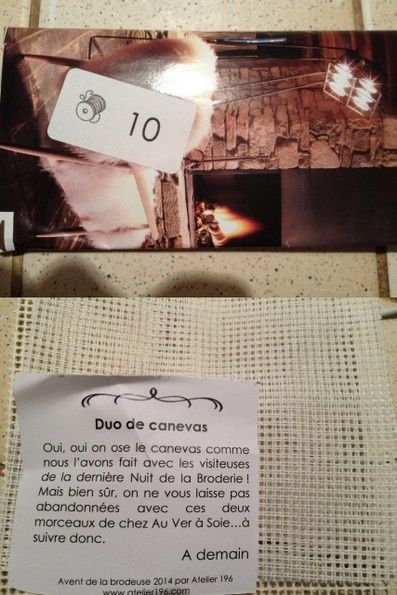 10
Duo de canevas
Oui, oui on ose le canevas comme
nous l'avons fait avec les visiteuses
de la dernière Nuit de la Broderie !
Mais bien sûr, on ne vous laisse pas
abandonnées avec ces deux
morceaux de chez Au Ver à Soie...à
suivre donc.
A demain
Avent de la brodeuse 2014 par Atelier 196
www.atelier196.com